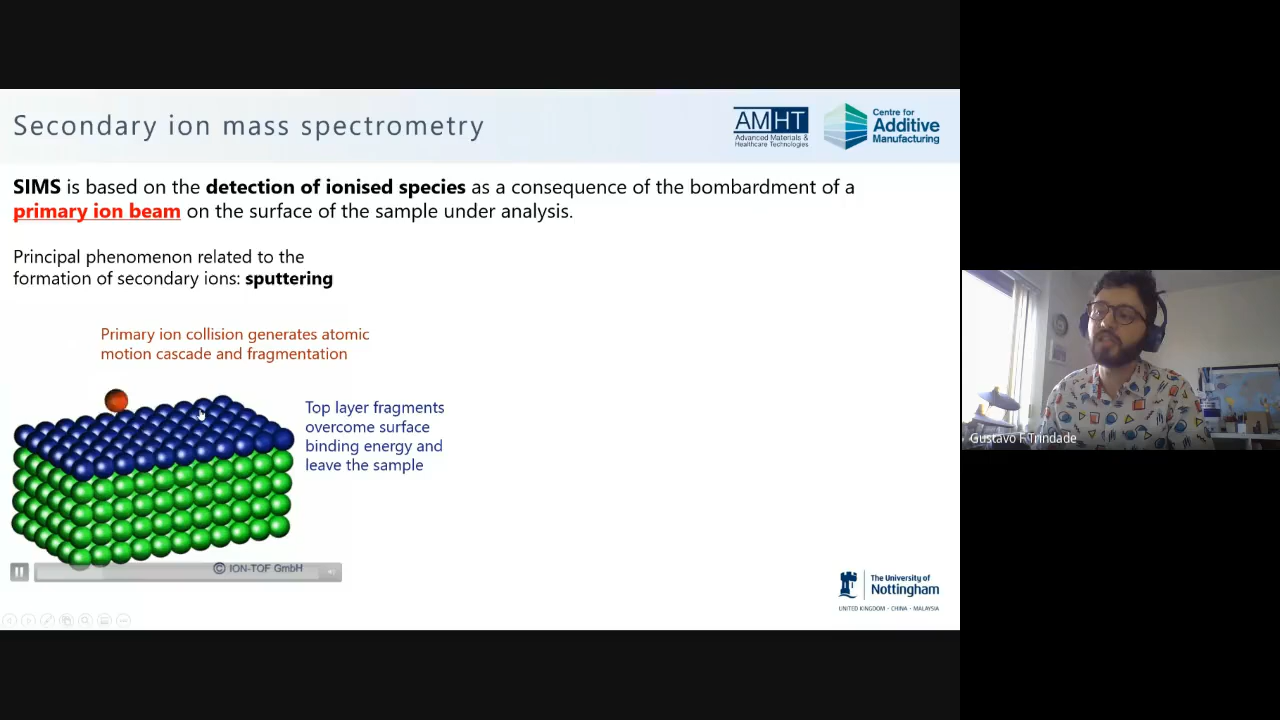 Secondary ion mass spectrometry
AMHT
Advanced Materials &
Healthcare Technologies
Centre for
Additive
Manufacturing
SIMS is based on the detection of ionised species as a consequence of the bombardment of a
primary ion beam on the surface of the sample under analysis.
Principal phenomenon related to the
formation of secondary ions: sputtering
Primary ion collision generates atomic
motion cascade and fragmentation
Top layer fragments
overcome surface
binding energy and
leave the sample
© ION-TOF GmbH
The University of
Nottingham
UNITED KINGDOM · CHINA · MALAYSIA
Gustavo F Trindade